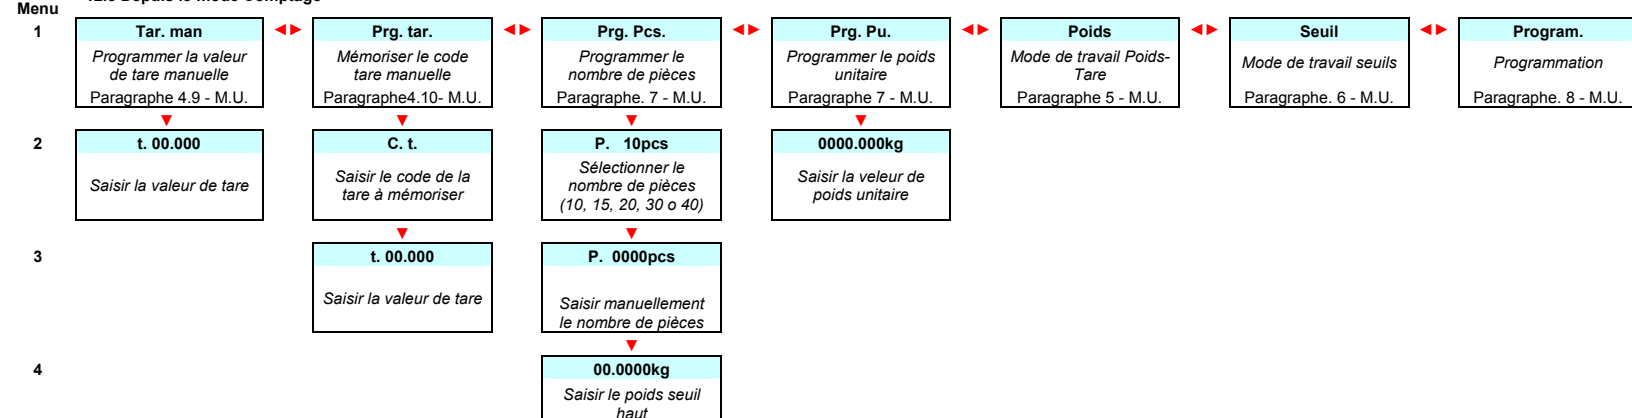 12.3 Depuis le mode Comptage
Menu
1
Tar. man
Programmer la valeur
de tare manuelle
Paragraphe 4.9 - M.U.
Prg. tar.
Mémoriser le code
tare manuelle
Paragraphe4.10- M.U.
Prg. Pcs.
Programmer le
nombre de pièces
Paragraphe. 7 - M.U.
Prg. Pu.
Programmer le poids
unitaire
Paragraphe 7 - M.U.
Poids
Mode de travail Poids-
Tare
Paragraphe 5 - M.U.
Seuil
Mode de travail seuils
Paragraphe. 6 - M.U.
Program.
Programmation
Paragraphe. 8 - M.U.
2
t. 00.000
Saisir la valeur de tare
C. t.
Saisir le code de la
tare à mémoriser
P. 10pcs
Sélectionner le
nombre de pièces
(10, 15, 20, 30 o 40)
0000.000kg
Saisir la veleur de
poids unitaire
3
t. 00.000
Saisir la valeur de tare
P. 0000pcs
Saisir manuellement
le nombre de pièces
4
00.0000kg
Saisir le poids seuil
haut